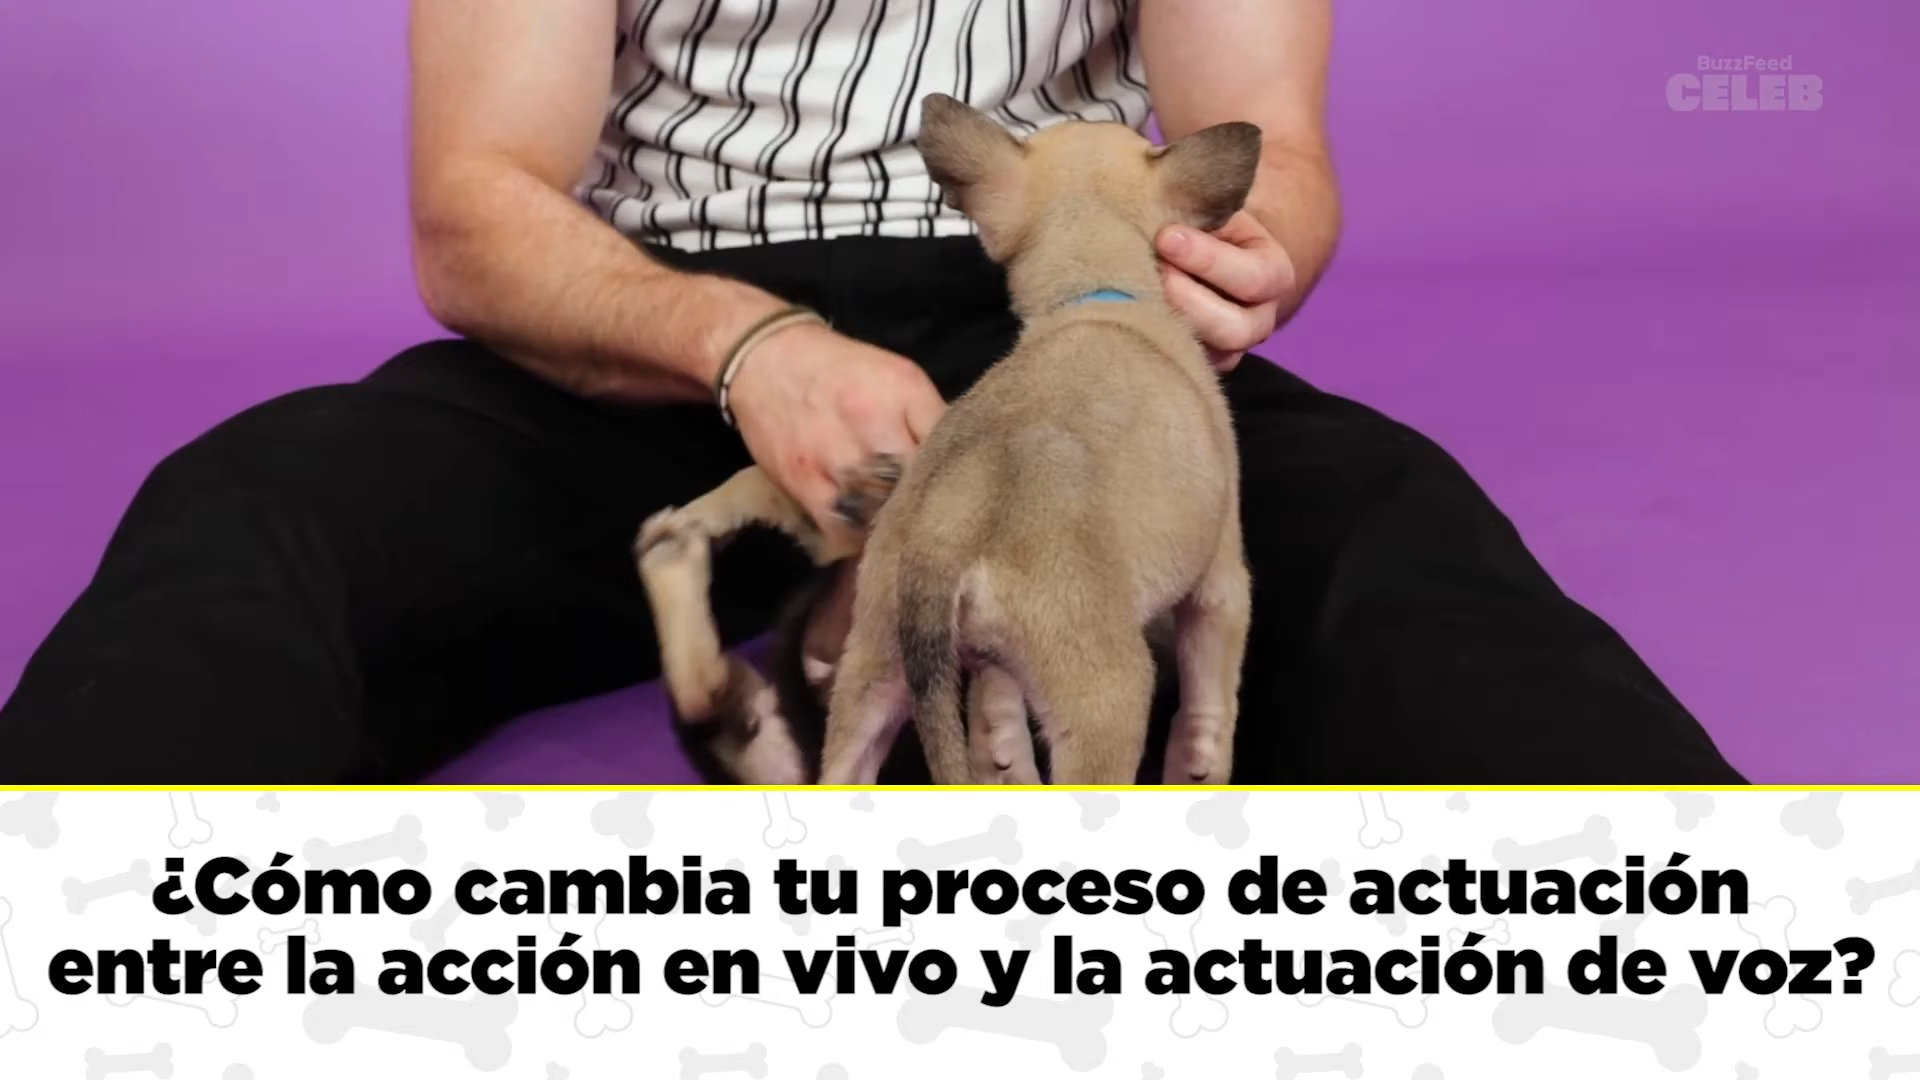 BuzzFeed
CELEB
¿Cómo cambia tu proceso de actuación
entre la acción en vivo y la actuación de voz?